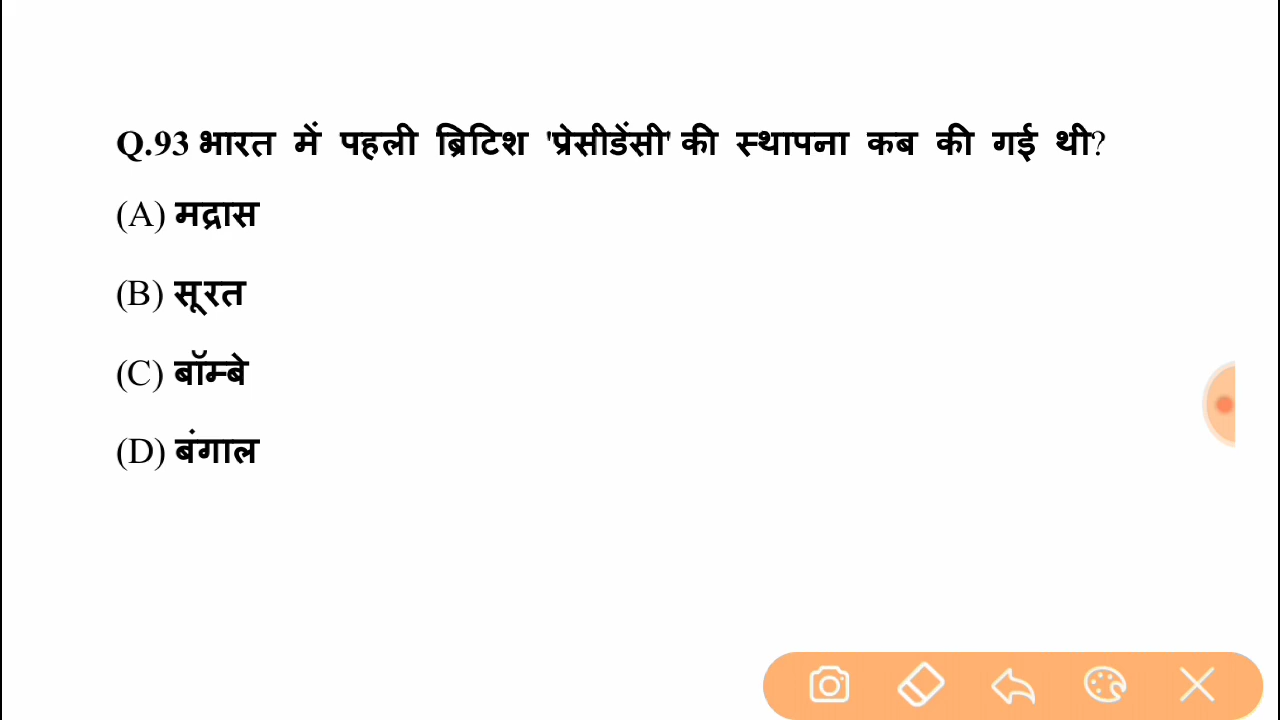 Q.93 भारत में पहली ब्रिटिश 'प्रेसीडेंसी' की स्थापना कब की गई थी?
(A) मद्रास
(B) सूरत
(C) बॉम्बे
(D) बंगाल